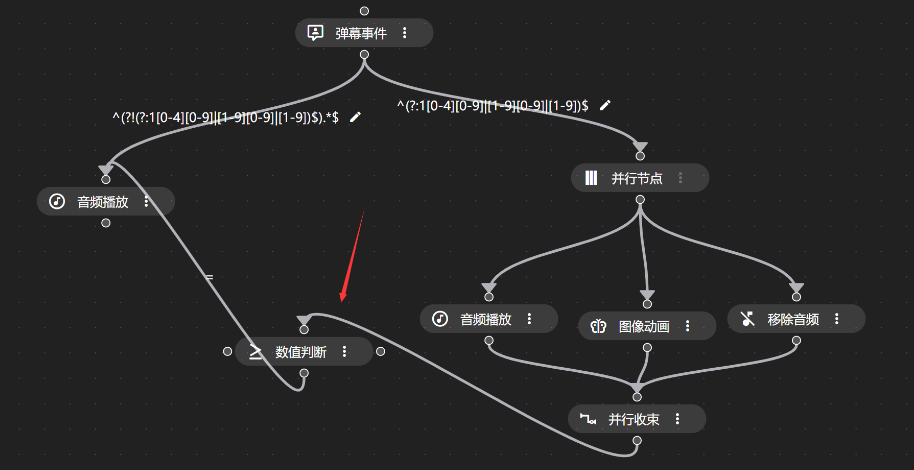 弹幕事件
^(?!(?:1[0-4][0-9]|[1-9][0-9]|[1-9])$).*$
^(?:1[0-4][0-9]|[1-9][0-9]|[1-9])$
并行节点
音频播放
=
音频播放
图像动画
移除音频
数值判断
并行收束